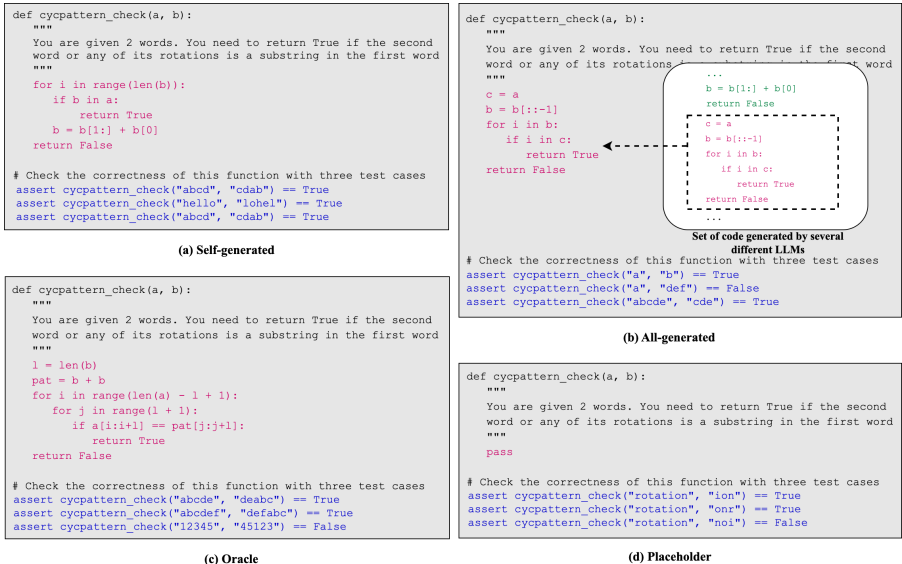 def cycpattern_check(a, b):
"""
You are given 2 words. You need to return True if the second
word or any of its rotations is a substring in the first word
"""
for i in range(len(b)):
if b in a:
return True
b = b[1:] + b[0]
return False
# Check the correctness of this function with three test cases
assert cycpattern_check("abcd", "cdab") == True
assert cycpattern_check("hello", "lohel") == True
assert cycpattern_check("abcd", "cdab") == True
(a) Self-generated
def cycpattern_check(a, b):
"""
You are given 2 words. You need to return True if the second
word or any of its rotations word
"""
c = a
b = b[::-1]
for i in b:
if i in c:
return True
return False
...
b = b[1:] + b[0]
return False
c = a
b = b[::-1]
for i in b:
if i in c:
return True
return False
...
Set of code generated by several
different LLMs
# Check the correctness of this function with three test cases
assert cycpattern_check("a", "b") == True
assert cycpattern_check("a", "def") == False
assert cycpattern_check("abcde", "cde") == True
(b) All-generated
def cycpattern_check(a, b):
"""
You are given 2 words. You need to return True if the second
word or any of its rotations is a substring in the first word
"""
l = len(b)
pat = b + b
for i in range(len(a) - l + 1):
for j in range(l + 1):
if a[i:i+l] == pat[j:j+l]:
return True
return False
# Check the correctness of this function with three test cases
assert cycpattern_check("abcde", "deabc") == True
assert cycpattern_check("abcdef", "defabc") == True
assert cycpattern_check("12345", "45123") == False
(c) Oracle
def cycpattern_check(a, b):
"""
You are given 2 words. You need to return True if the second
word or any of its rotations is a substring in the first word
"""
pass
# Check the correctness of this function with three test cases
assert cycpattern_check("rotation", "ion") == True
assert cycpattern_check("rotation", "onr") == True
assert cycpattern_check("rotation", "noi") == False
(d) Placeholder